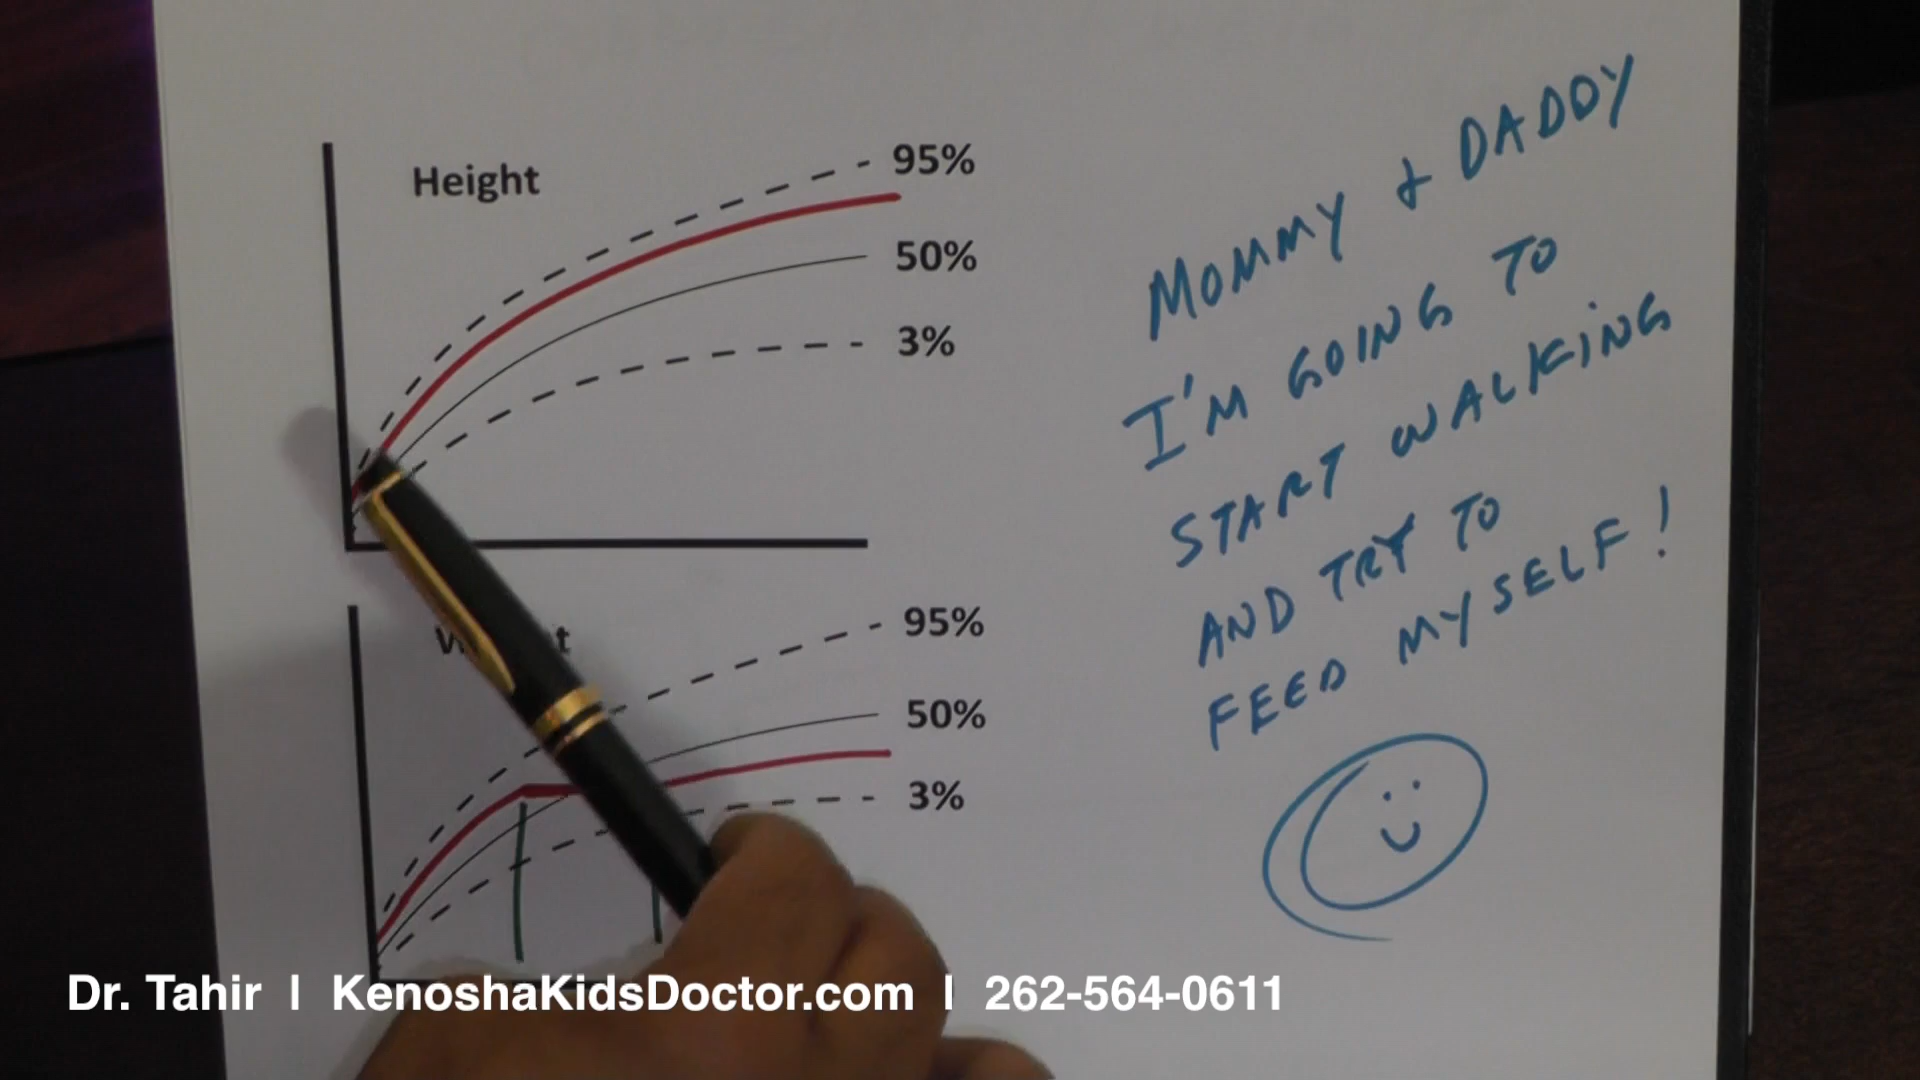 Height
95%
50%
3%
95%
50%
3%
MOMMY & DADDY
I'M GOING TO
START WALKING
AND TRY TO
FEED MYSELF!
Dr. Tahir | KenoshaKidsDoctor.com | 262-564-0611